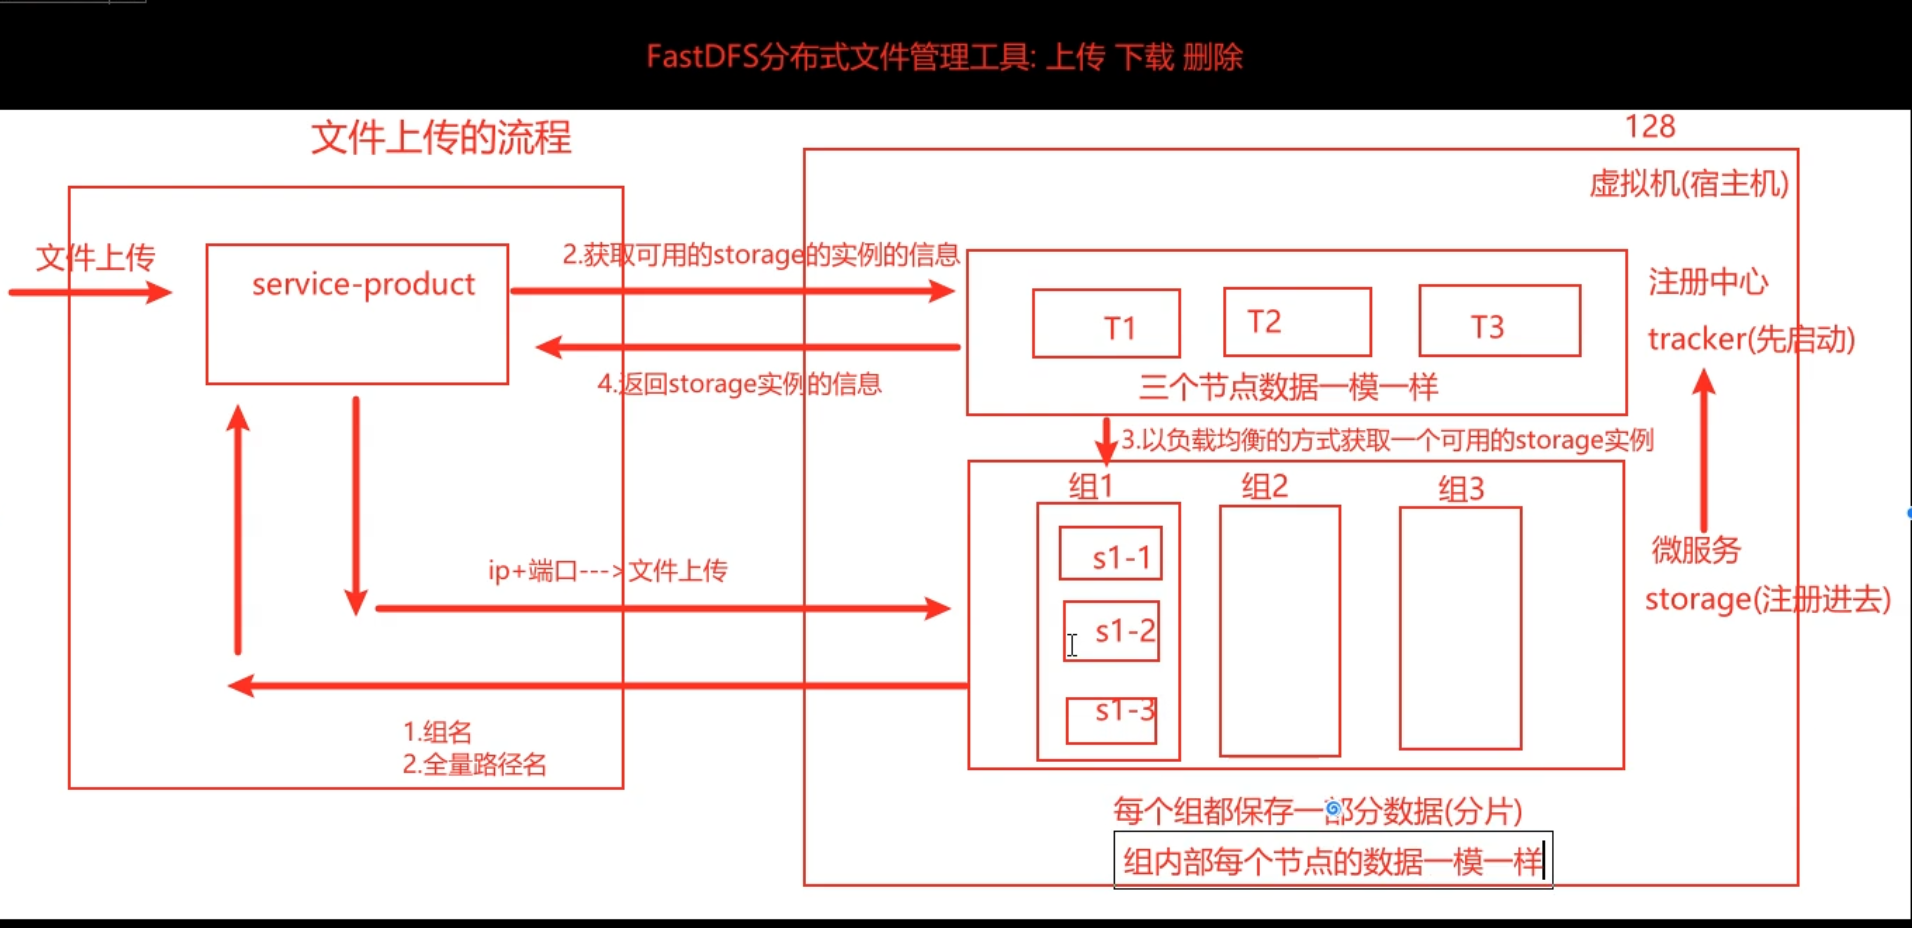 FastDFS分布式文件管理工具: 上传 下载 删除
文件上传的流程
128
虚拟机(宿主机)
文件上传
service-product
2.获取可用的storage的实例的信息
4.返回storage实例的信息
T1
T2
T3
三个节点数据一模一样
注册中心
tracker(先启动)
3.以负载均衡的方式获取一个可用的storage实例
组1
组2
组3
s1-1
s1-2
s1-3
微服务
storage(注册进去)
ip+端口--->文件上传
1.组名
2.全量路径名
每个组都保存一部分数据(分片)
组内部每个节点的数据一模一样